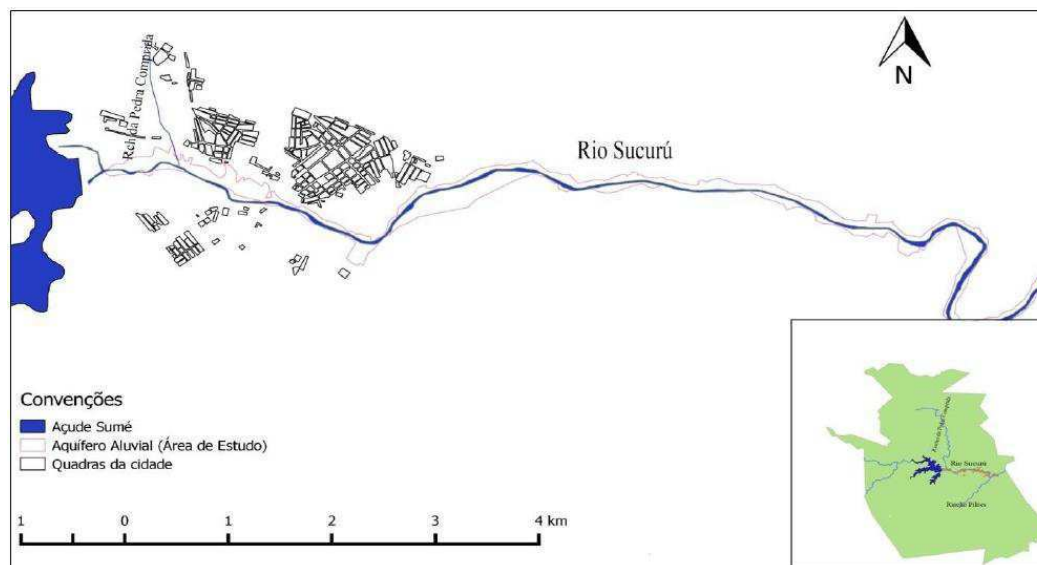 N
Rch da Pedra Comprida
Rio Sucurú
Convenções
Açude Sumé
Aquífero Aluvial (Área de Estudo)
Quadras da cidade
1 0 1 2 3 4 km
Rio Sucurú